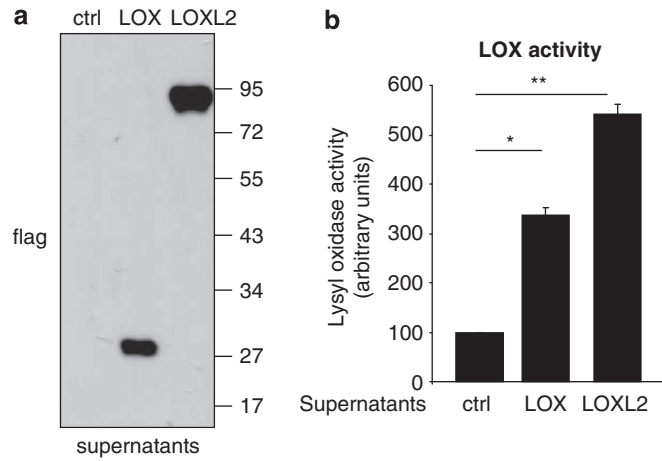 a
ctrl LOX LOXL2
95
72
55
43
34
27
17
flag
supernatants
b
LOX activity
Lysyl oxidase activity
(arbitrary units)
600
500
400
300
200
100
0
*
**
Supernatants ctrl LOX LOXL2